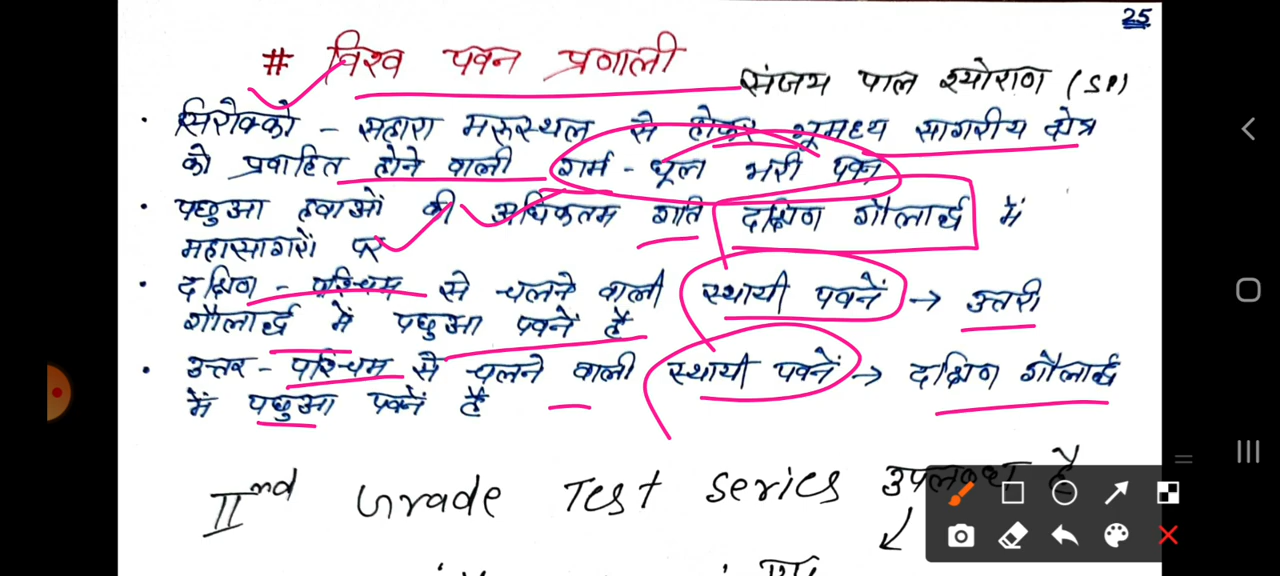 25
# विश्व पवन प्रणाली
संजय पाल श्योराण (SP)
• सिरोक्को - सहारा मरुस्थल से होकर भूमध्य सागरीय क्षेत्र
को प्रवाहित होने वाली गर्म - धूल भरी पवन
• पछुआ हवाओं की अधिकतम गति दक्षिण गौलार्द्ध में
महासागरों पर
• दक्षिण - पश्चिम से चलने वाली स्थायी पवनें → उत्तरी
गौलार्द्ध में पछुआ पवनें है
• उत्तर - पश्चिम से चलने वाली स्थायी पवनें → दक्षिण गौलार्द्ध
में पछुआ पवनें है
IInd Grade Test Series उपलब्ध है